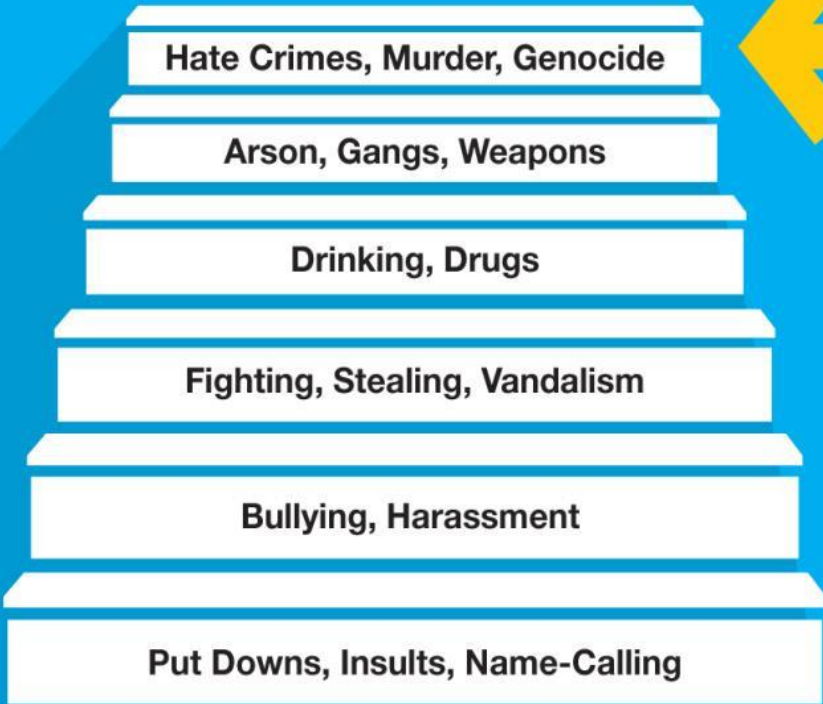 Hate Crimes, Murder, Genocide
Arson, Gangs, Weapons
Drinking, Drugs
Fighting, Stealing, Vandalism
Bullying, Harassment
Put Downs, Insults, Name-Calling